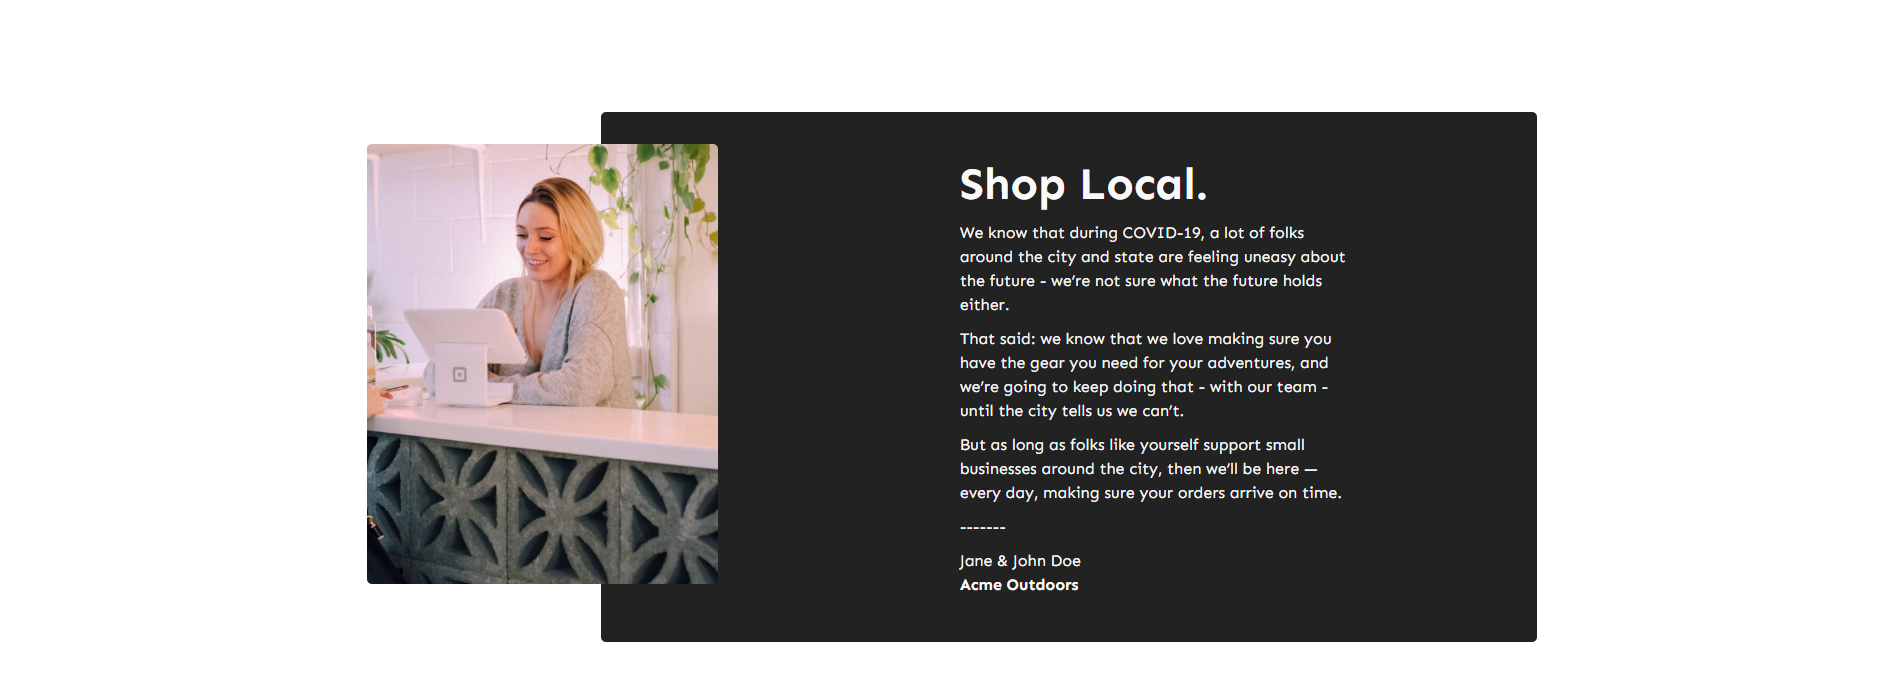 Shop Local.
We know that during COVID-19, a lot of folks
around the city and state are feeling uneasy about
the future - we’re not sure what the future holds
either.
That said: we know that we love making sure you
have the gear you need for your adventures, and
we’re going to keep doing that - with our team -
until the city tells us we can’t.
But as long as folks like yourself support small
businesses around the city, then we’ll be here —
every day, making sure your orders arrive on time.
-------
Jane & John Doe
Acme Outdoors